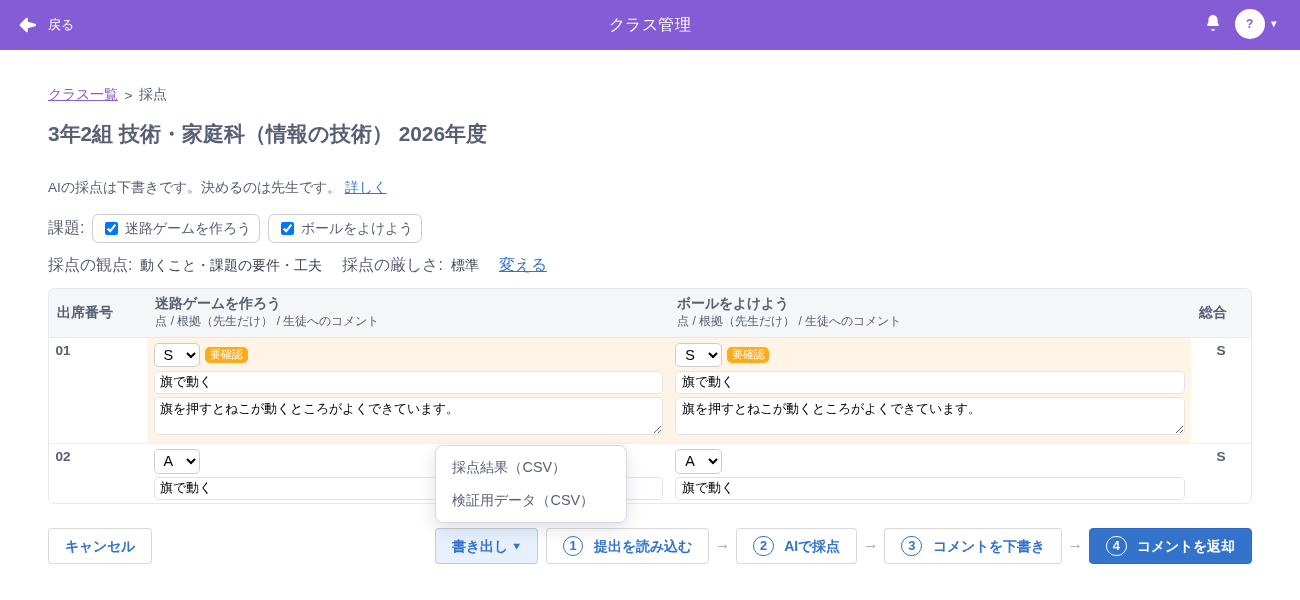 戻る
クラス管理
?
▼
クラス一覧 > 採点
3年2組 技術・家庭科（情報の技術） 2026年度
AIの採点は下書きです。決めるのは先生です。 詳しく
課題: 迷路ゲームを作ろう ボールをよけよう
採点の観点: 動くこと・課題の要件・工夫 採点の厳しさ: 標準 変える
出席番号 迷路ゲームを作ろう ボールをよけよう 総合
点 / 根拠（先生だけ） / 生徒へのコメント 点 / 根拠（先生だけ） / 生徒へのコメント
01 S 要確認 S 要確認 S
旗で動く 旗で動く
旗を押すとねこが動くところがよくできています。 旗を押すとねこが動くところがよくできています。
02 A A S
旗で動く 旗で動く
採点結果（CSV）
検証用データ（CSV）
キャンセル 書き出し ▼ 1 提出を読み込む → 2 AIで採点 → 3 コメントを下書き → 4 コメントを返却